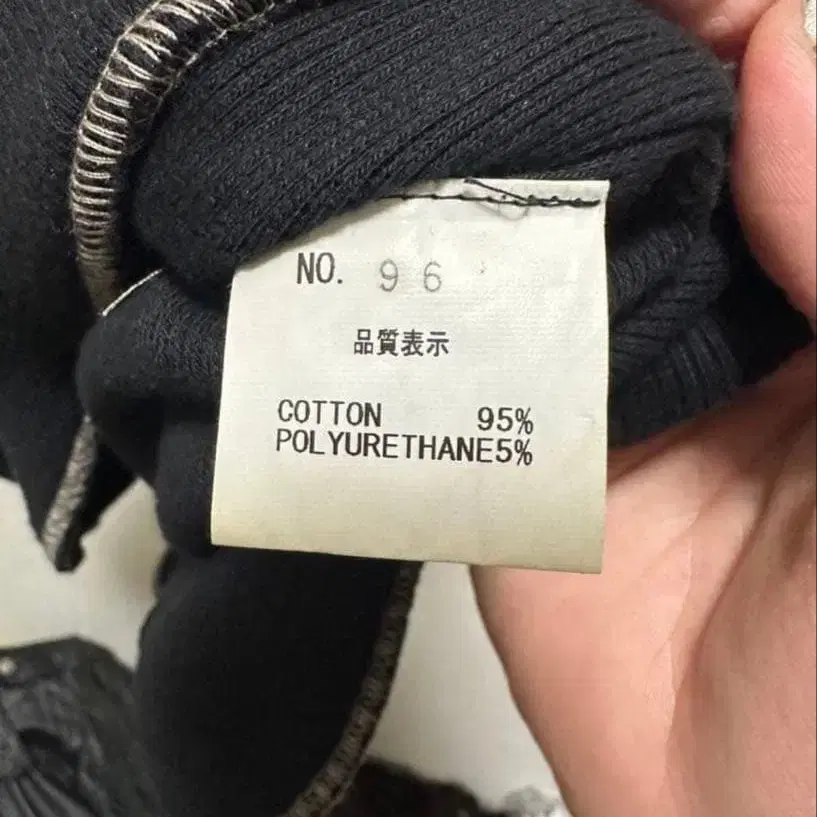 NO. 96
品質表示
COTTON 95%
POLYURETHANE5%